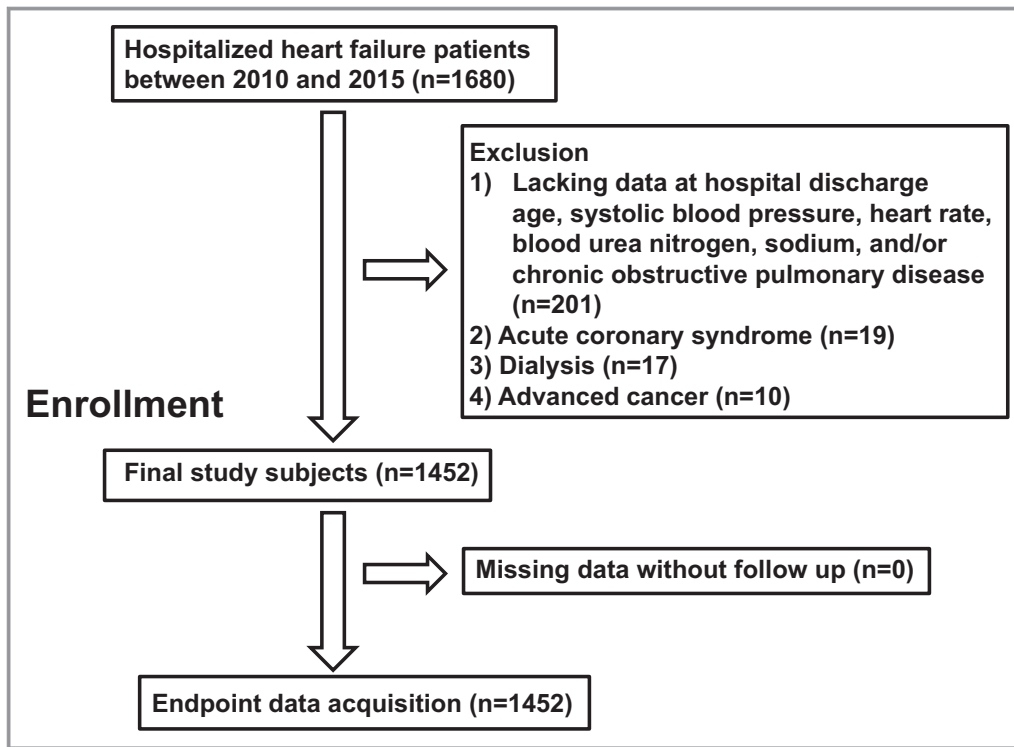 Hospitalized heart failure patients
between 2010 and 2015 (n=1680)
Exclusion
1) Lacking data at hospital discharge
age, systolic blood pressure, heart rate,
blood urea nitrogen, sodium, and/or
chronic obstructive pulmonary disease
(n=201)
2) Acute coronary syndrome (n=19)
3) Dialysis (n=17)
4) Advanced cancer (n=10)
Enrollment
Final study subjects (n=1452)
Missing data without follow up (n=0)
Endpoint data acquisition (n=1452)